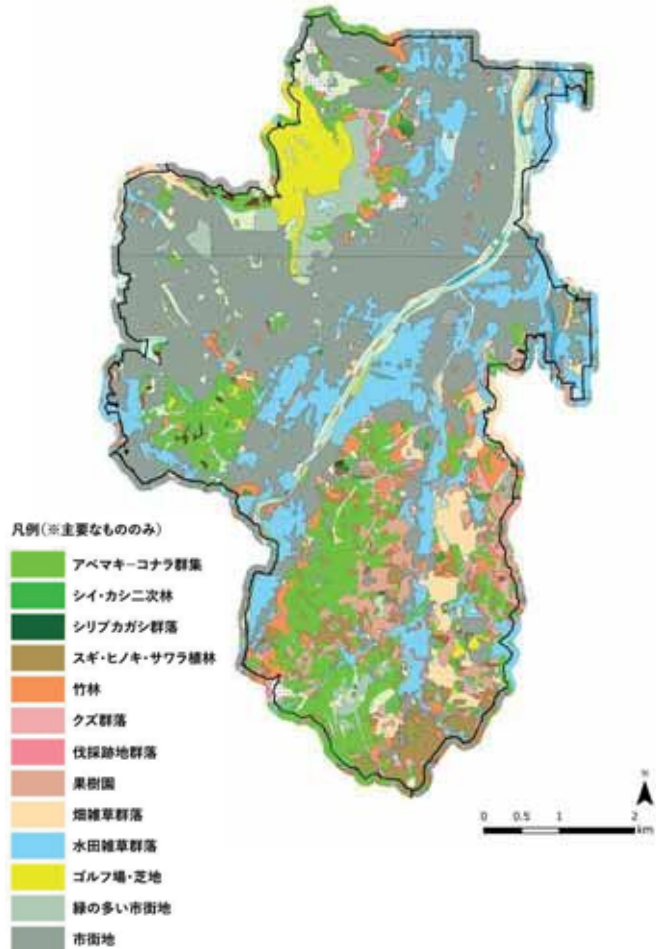 凡例(※主要なもののみ)
アベマキ−コナラ群集
シイ・カシ二次林
シリブカガシ群落
スギ・ヒノキ・サワラ植林
竹林
クズ群落
伐採跡地群落
果樹園
畑雑草群落
水田雑草群落
ゴルフ場・芝地
緑の多い市街地
市街地
N
0 0.5 1 2
km